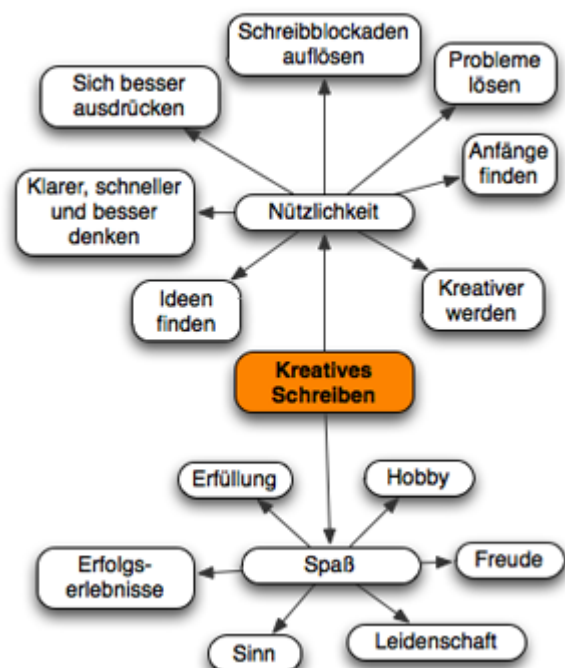 Schreibblockaden
auflösen
Probleme
lösen
Sich besser
ausdrücken
Anfänge
finden
Klarer, schneller
und besser
denken
Nützlichkeit
Ideen
finden
Kreativer
werden
Kreatives
Schreiben
Erfüllung
Hobby
Erfolgs-
erlebnisse
Spaß
Freude
Sinn
Leidenschaft